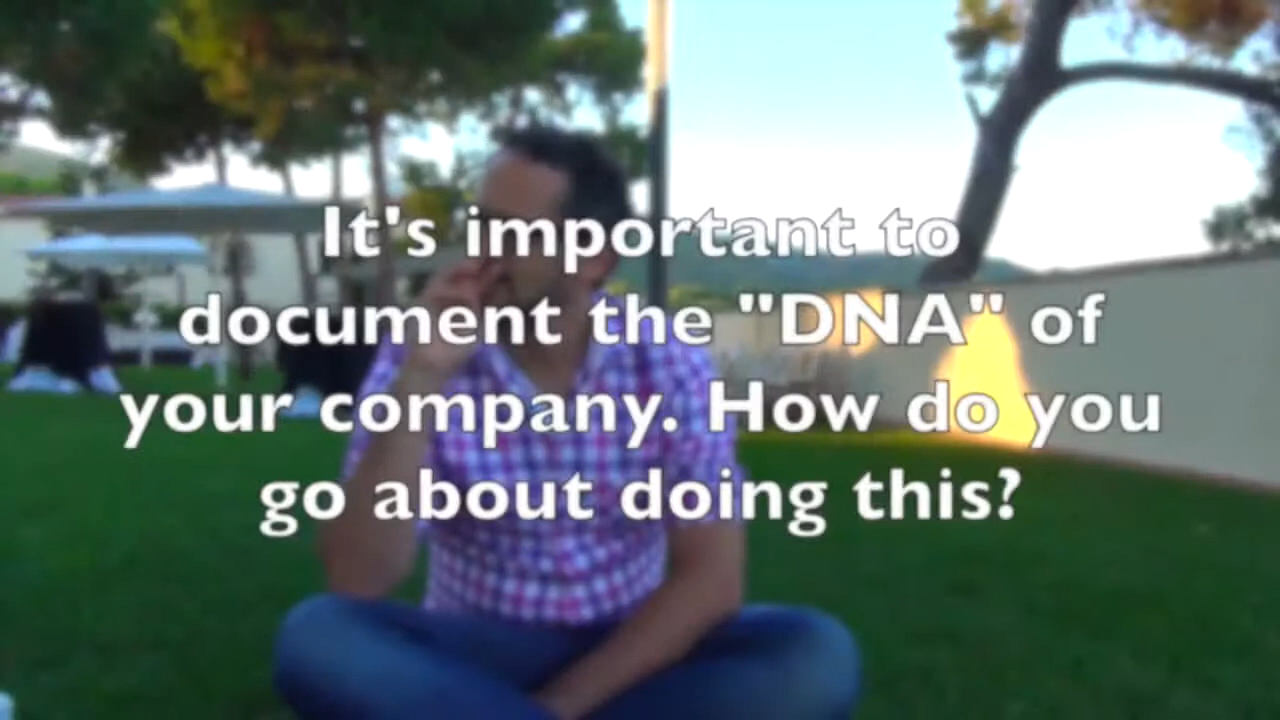 It's important to
document the "DNA" of
your company. How do you
go about doing this?